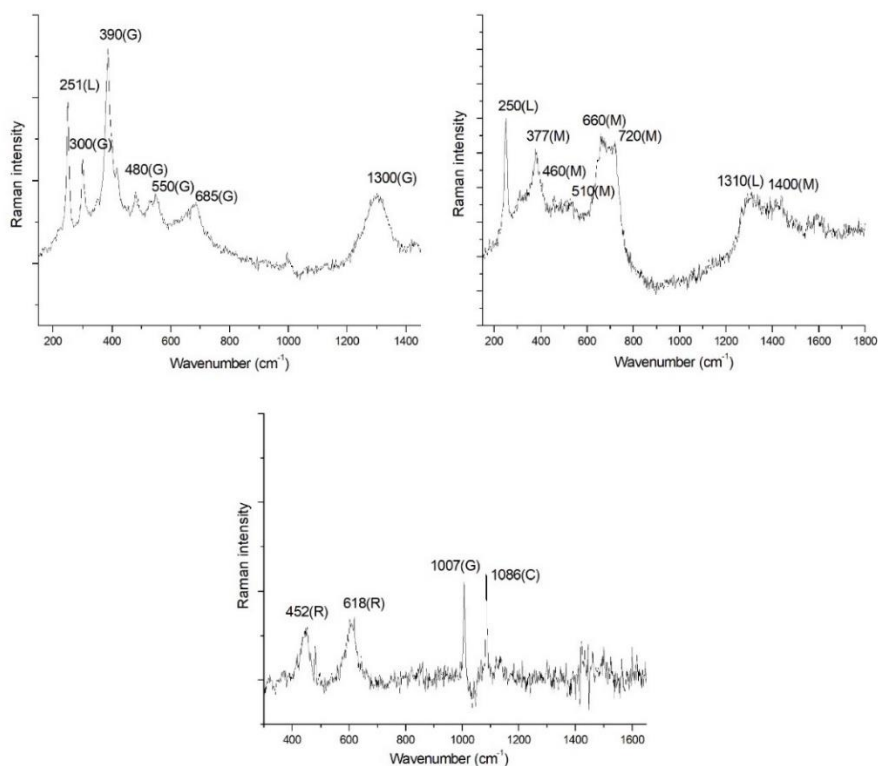 390(G)
251(L)
300(G)
480(G)
550(G)
685(G)
1300(G)
Raman intensity
200 400 600 800 1000 1200 1400
Wavenumber (cm-1)
250(L)
660(M)
377(M)
720(M)
460(M)
510(M)
1310(L)
1400(M)
Raman intensity
200 400 600 800 1000 1200 1400 1600 1800
Wavenumber (cm-1)
1007(G)
1086(C)
618(R)
452(R)
Raman intensity
400 600 800 1000 1200 1400 1600
Wavenumber (cm-1)